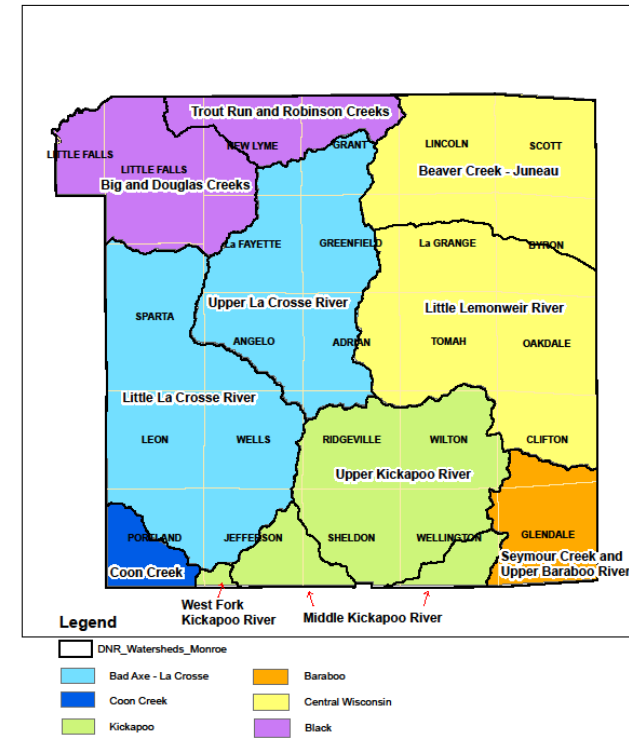 Trout Run and Robinson Creeks
NEW LYME
GRANT
LINCOLN
SCOTT
LITTLE FALLS
LITTLE FALLS
Beaver Creek - Juneau
Big and Douglas Creeks
La FAYETTE
GREENFIELD
La GRANGE
BYRON
Upper La Crosse River
Little Lemonweir River
SPARTA
ANGELO
ADRIAN
TOMAH
OAKDALE
Little La Crosse River
LEON
WELLS
RIDGEVILLE
WILTON
CLIFTON
Upper Kickapoo River
PORTLAND
JEFFERSON
SHELDON
WELLINGTON
GLENDALE
Seymour Creek and
Upper Baraboo River
Coon Creek
West Fork
Kickapoo River
Middle Kickapoo River
Legend
DNR_Watersheds_Monroe
Bad Axe - La Crosse
Baraboo
Coon Creek
Central Wisconsin
Kickapoo
Black